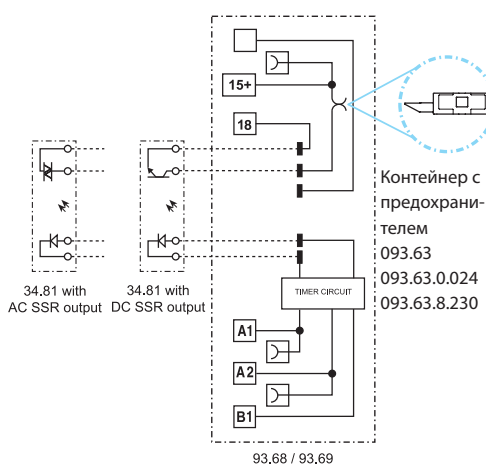 15+
18
Контейнер с
предохрани-
телем
093.63
093.63.0.024
093.63.8.230
34.81 with
AC SSR output
34.81 with
DC SSR output
TIMER CIRCUIT
A1
A2
B1
93.68 / 93.69